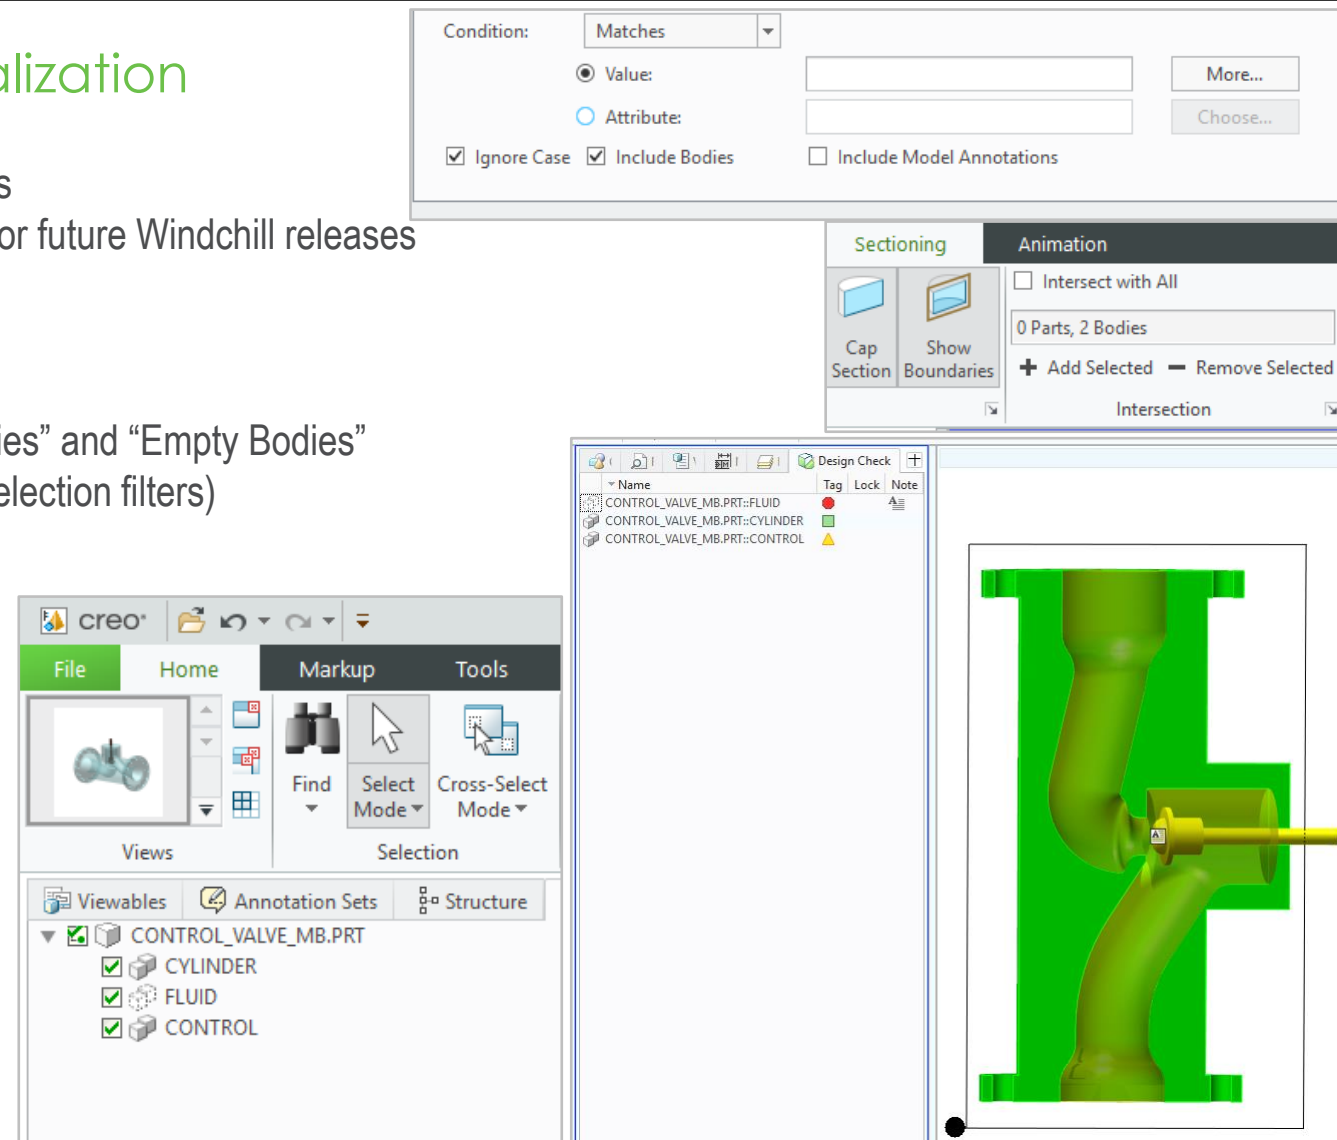 alization
s
or future Windchill releases
ies” and “Empty Bodies”
election filters)
Condition:
Matches
Value:
More...
Attribute:
Choose...
Ignore Case
Include Bodies
Include Model Annotations
Sectioning
Animation
Intersect with All
0 Parts, 2 Bodies
Cap Section
Show Boundaries
Add Selected
Remove Selected
Intersection
Design Check
Name
Tag
Lock
Note
CONTROL_VALVE_MB.PRT::FLUID
CONTROL_VALVE_MB.PRT::CYLINDER
CONTROL_VALVE_MB.PRT::CONTROL
A
creo
File
Home
Markup
Tools
Find
Select Mode
Cross-Select Mode
Views
Selection
Viewables
Annotation Sets
Structure
CONTROL_VALVE_MB.PRT
CYLINDER
FLUID
CONTROL